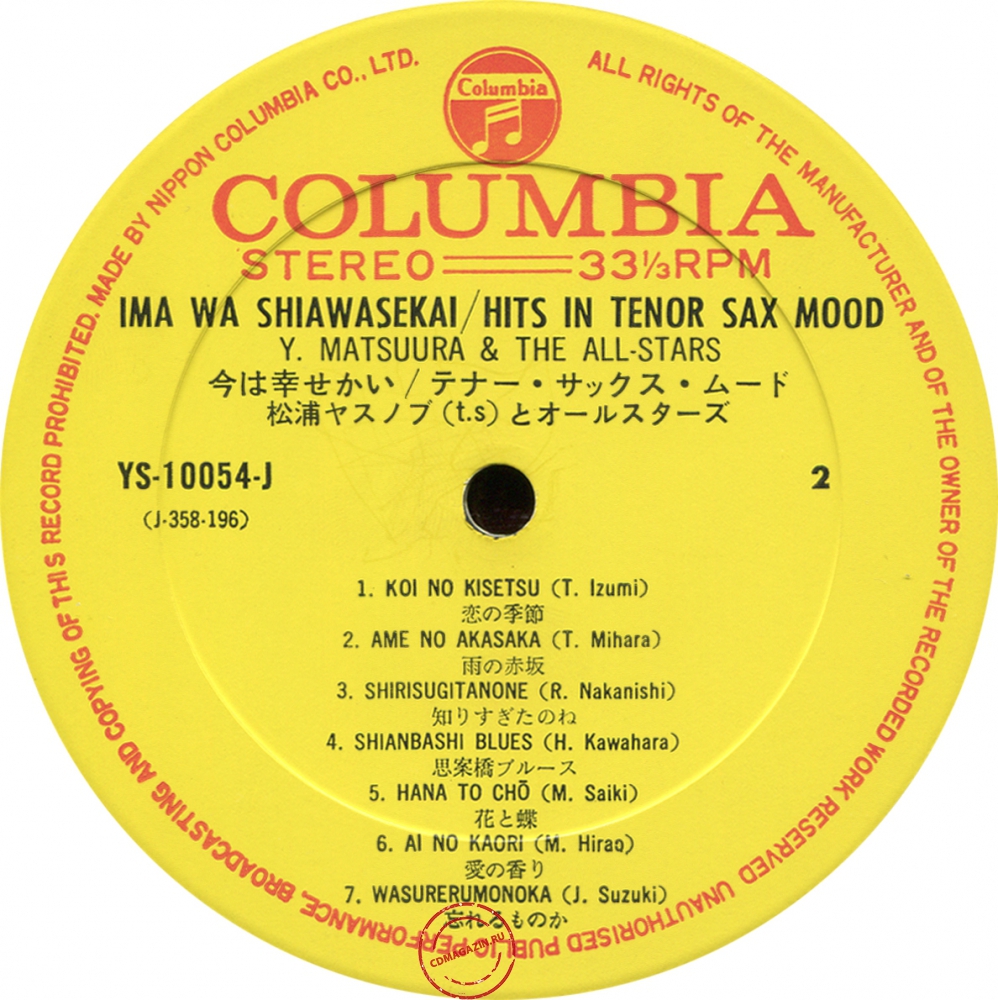 MADE BY NIPPON COLUMBIA CO., LTD.
ALL RIGHTS OF THE MANUFACTURER AND OF THE OWNER OF THE RECORDED WORK RESERVED UNAUTHORISED PUBLIC PERFORMANCE, BROADCASTING AND COPYING OF THIS RECORD PROHIBITED.
Columbia
COLUMBIA
STEREO 33⅓RPM
IMA WA SHIAWASEKAI/HITS IN TENOR SAX MOOD
Y. MATSUURA & THE ALL-STARS
今は幸せかい/テナー・サックス・ムード
松浦ヤスノブ(t.s)とオールスターズ
YS-10054-J
2
(J-358-196)
1. KOI NO KISETSU (T. Izumi)
恋の季節
2. AME NO AKASAKA (T. Mihara)
雨の赤坂
3. SHIRISUGITANONE (R. Nakanishi)
知りすぎたのね
4. SHIANBASHI BLUES (H. Kawahara)
思案橋ブルース
5. HANA TO CHŌ (M. Saiki)
花と蝶
6. AI NO KAORI (M. Hirao)
愛の香り
7. WASURERUMONOKA (J. Suzuki)
忘れるものか
CDMAGAZIN.RU